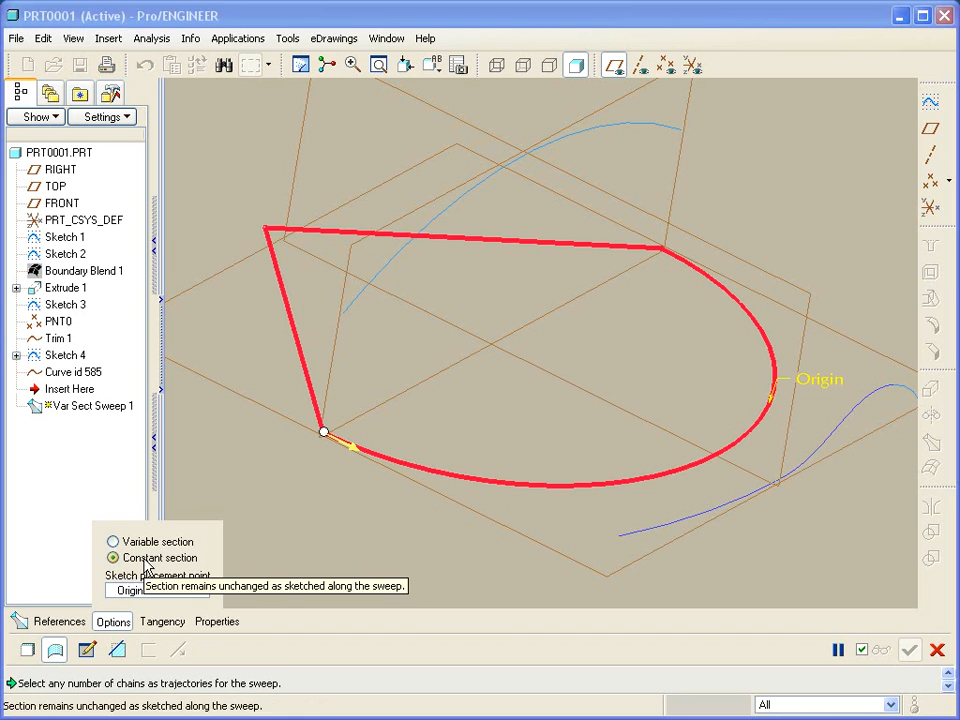 PRT0001 (Active) - Pro/ENGINEER
File Edit View Insert Analysis Info Applications Tools eDrawings Window Help
AB
Show Settings
PRT0001.PRT
RIGHT
TOP
FRONT
PRT_CSYS_DEF
Sketch 1
Sketch 2
Boundary Blend 1
Extrude 1
Sketch 3
PNT0
Trim 1
Sketch 4
Curve id 585
Insert Here
Var Sect Sweep 1
Origin
Variable section
Constant section
Sketch placement point
Origin
Section remains unchanged as sketched along the sweep.
References Options Tangency Properties
Select any number of chains as trajectories for the sweep.
Section remains unchanged as sketched along the sweep.
All